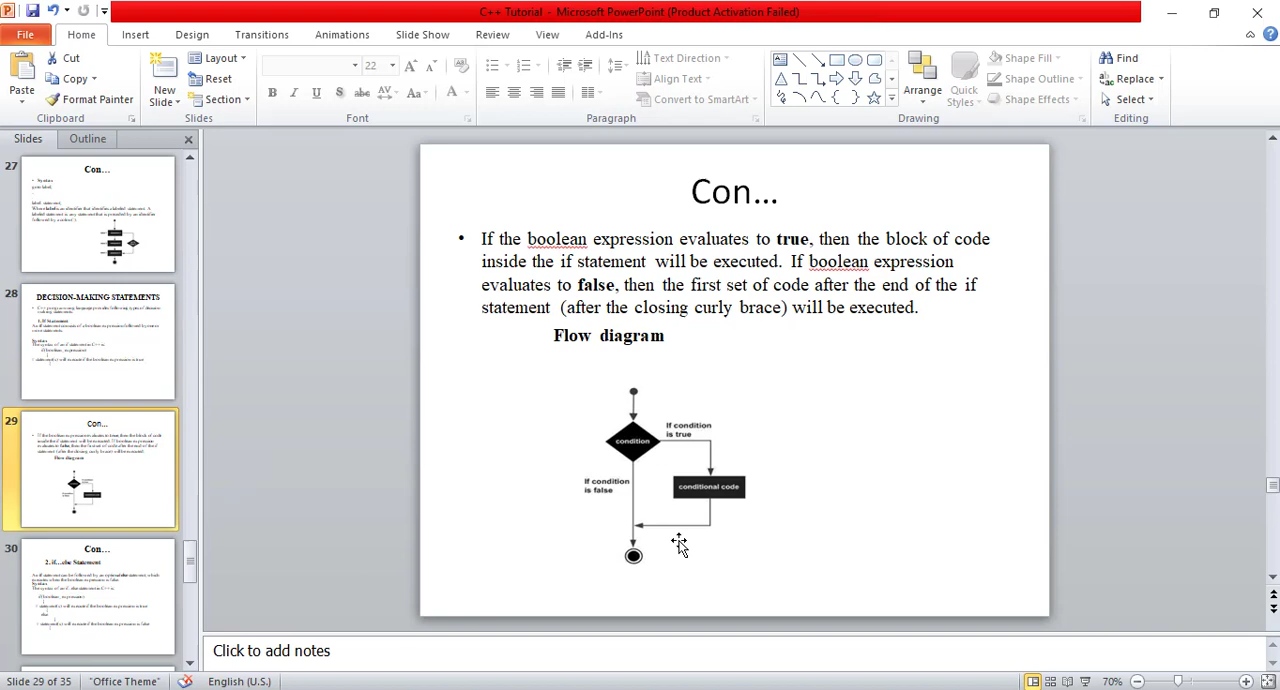 C++ Tutorial - Microsoft PowerPoint (Product Activation Failed)
File Home Insert Design Transitions Animations Slide Show Review View Add-Ins
Paste
Cut
Copy
Format Painter
Clipboard
New
Slide
Layout
Reset
Section
Slides
22
Font
Text Direction
Align Text
Convert to SmartArt
Paragraph
Arrange
Quick
Styles
Shape Fill
Shape Outline
Shape Effects
Drawing
Find
Replace
Select
Editing
Slides Outline
27
Con...
28
DECISION-MAKING STATEMENTS
29
Con...
Flow diagram
30
Con...
2. if...else Statement
Con...
• If the boolean expression evaluates to true, then the block of code
inside the if statement will be executed. If boolean expression
evaluates to false, then the first set of code after the end of the if
statement (after the closing curly brace) will be executed.
Flow diagram
If condition
is true
condition
If condition
is false
conditional code
Click to add notes
Slide 29 of 35 "Office Theme" English (U.S.) 70%